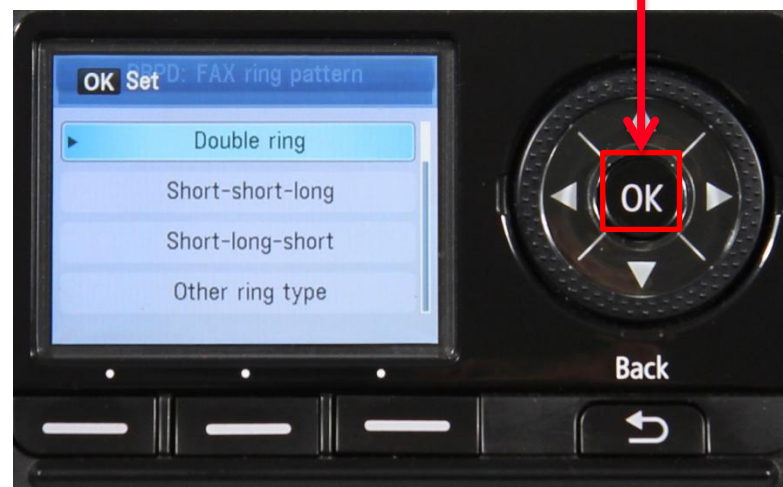 OK Set DRPD: FAX ring pattern
Double ring
Short-short-long
Short-long-short
Other ring type
OK
Back